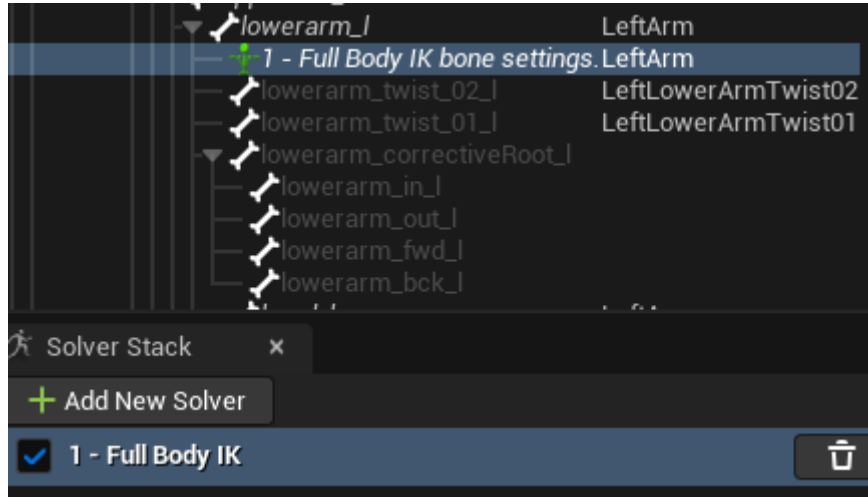 lowerarm_l LeftArm
1 - Full Body IK bone settings. LeftArm
lowerarm_twist_02_l LeftLowerArmTwist02
lowerarm_twist_01_l LeftLowerArmTwist01
lowerarm_correctiveRoot_l
lowerarm_in_l
lowerarm_out_l
lowerarm_fwd_l
lowerarm_bck_l
Solver Stack
Add New Solver
1 - Full Body IK